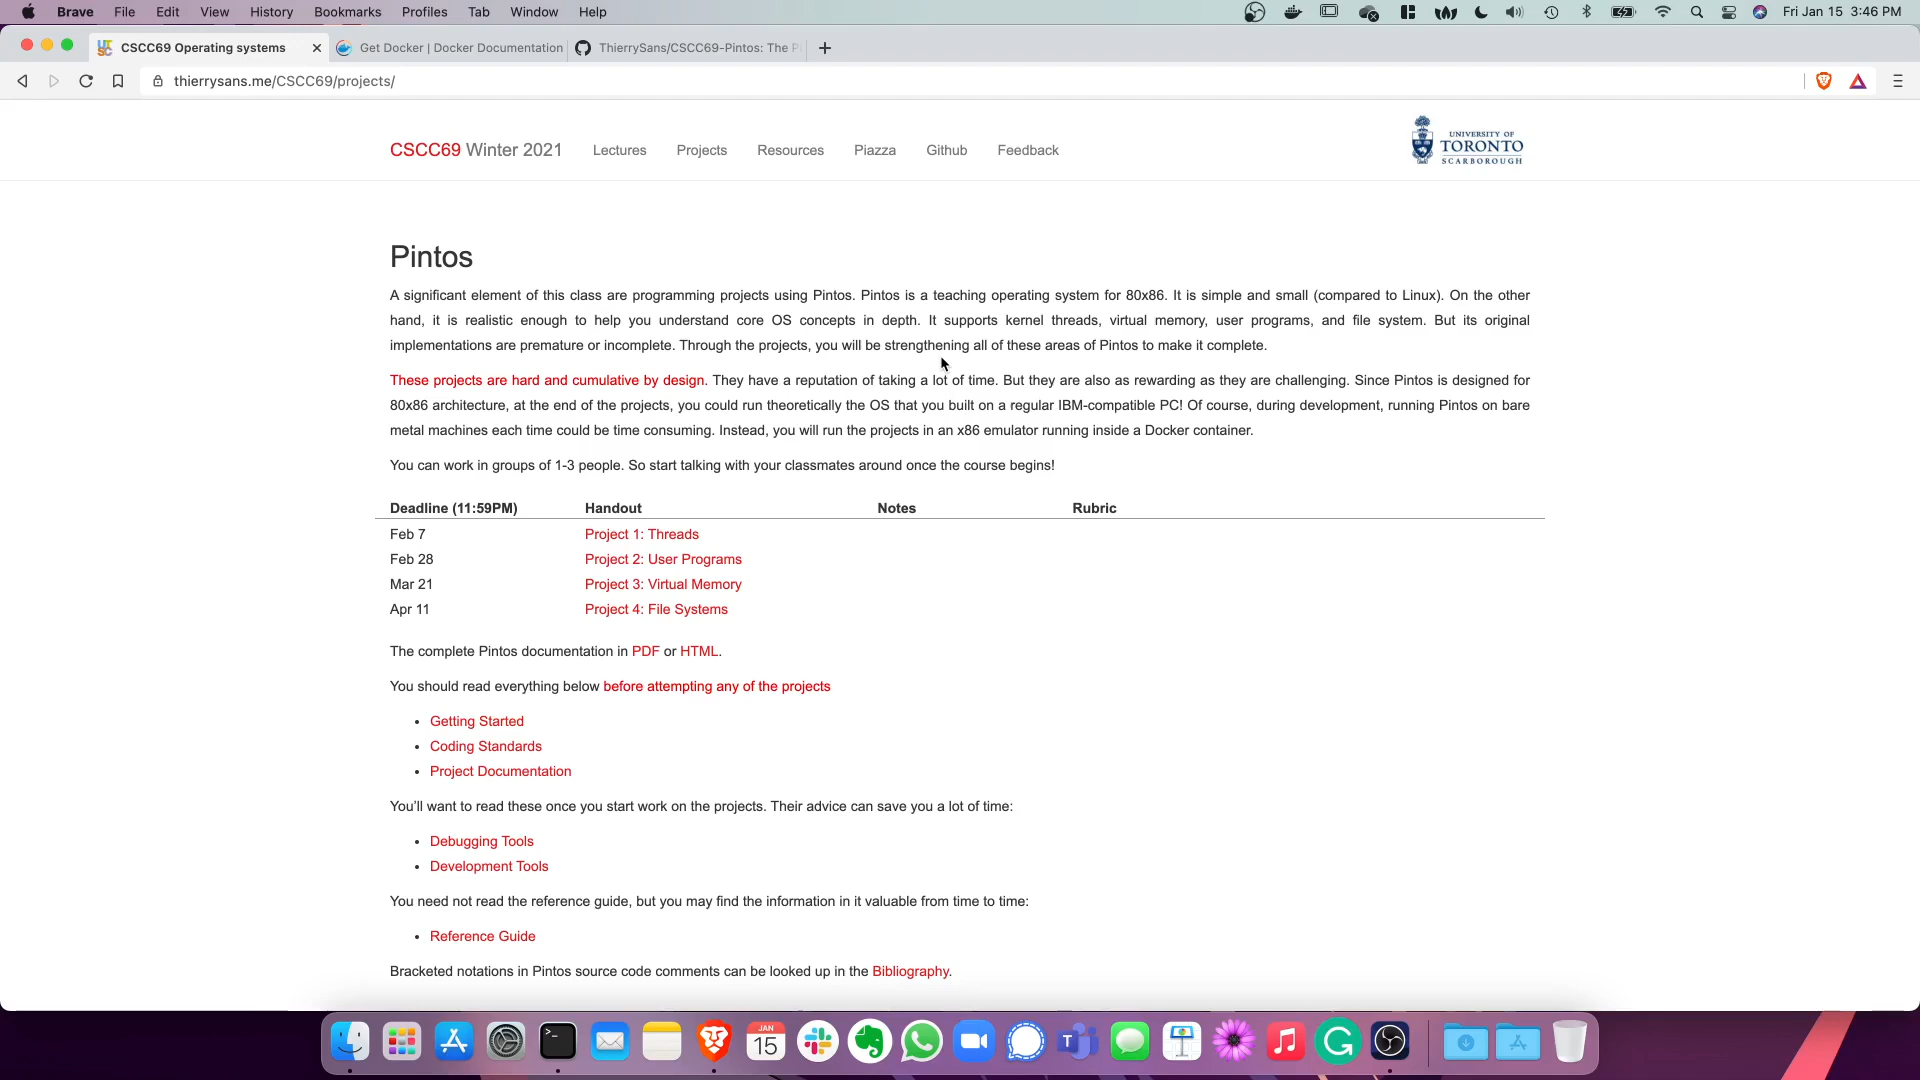 Brave File Edit View History Bookmarks Profiles Tab Window Help Fri Jan 15 3:46 PM
CSCC69 Operating systems Get Docker | Docker Documentation ThierrySans/CSCC69-Pintos: The P
thierrysans.me/CSCC69/projects/
CSCC69 Winter 2021 Lectures Projects Resources Piazza Github Feedback
UNIVERSITY OF
TORONTO
SCARBOROUGH
Pintos
A significant element of this class are programming projects using Pintos. Pintos is a teaching operating system for 80x86. It is simple and small (compared to Linux). On the other
hand, it is realistic enough to help you understand core OS concepts in depth. It supports kernel threads, virtual memory, user programs, and file system. But its original
implementations are premature or incomplete. Through the projects, you will be strengthening all of these areas of Pintos to make it complete.
These projects are hard and cumulative by design. They have a reputation of taking a lot of time. But they are also as rewarding as they are challenging. Since Pintos is designed for
80x86 architecture, at the end of the projects, you could run theoretically the OS that you built on a regular IBM-compatible PC! Of course, during development, running Pintos on bare
metal machines each time could be time consuming. Instead, you will run the projects in an x86 emulator running inside a Docker container.
You can work in groups of 1-3 people. So start talking with your classmates around once the course begins!
Deadline (11:59PM) Handout Notes Rubric
Feb 7 Project 1: Threads
Feb 28 Project 2: User Programs
Mar 21 Project 3: Virtual Memory
Apr 11 Project 4: File Systems
The complete Pintos documentation in PDF or HTML.
You should read everything below before attempting any of the projects
• Getting Started
• Coding Standards
• Project Documentation
You'll want to read these once you start work on the projects. Their advice can save you a lot of time:
• Debugging Tools
• Development Tools
You need not read the reference guide, but you may find the information in it valuable from time to time:
• Reference Guide
Bracketed notations in Pintos source code comments can be looked up in the Bibliography.
JAN
15